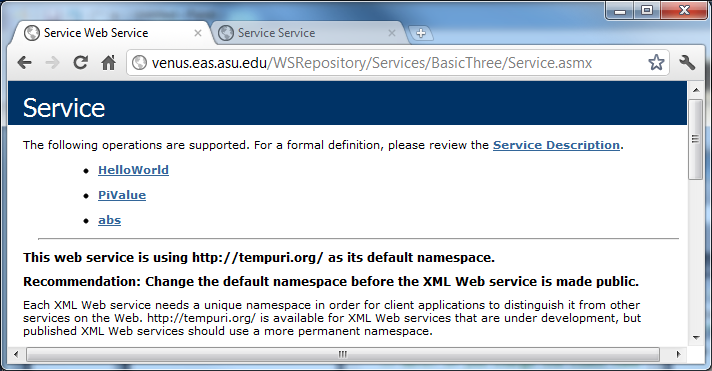 Service Web Service
Service Service
venus.eas.asu.edu/WSRepository/Services/BasicThree/Service.asmx
Service
The following operations are supported. For a formal definition, please review the Service Description.
HelloWorld
PiValue
abs
This web service is using http://tempuri.org/ as its default namespace.
Recommendation: Change the default namespace before the XML Web service is made public.
Each XML Web service needs a unique namespace in order for client applications to distinguish it from other
services on the Web. http://tempuri.org/ is available for XML Web services that are under development, but
published XML Web services should use a more permanent namespace.